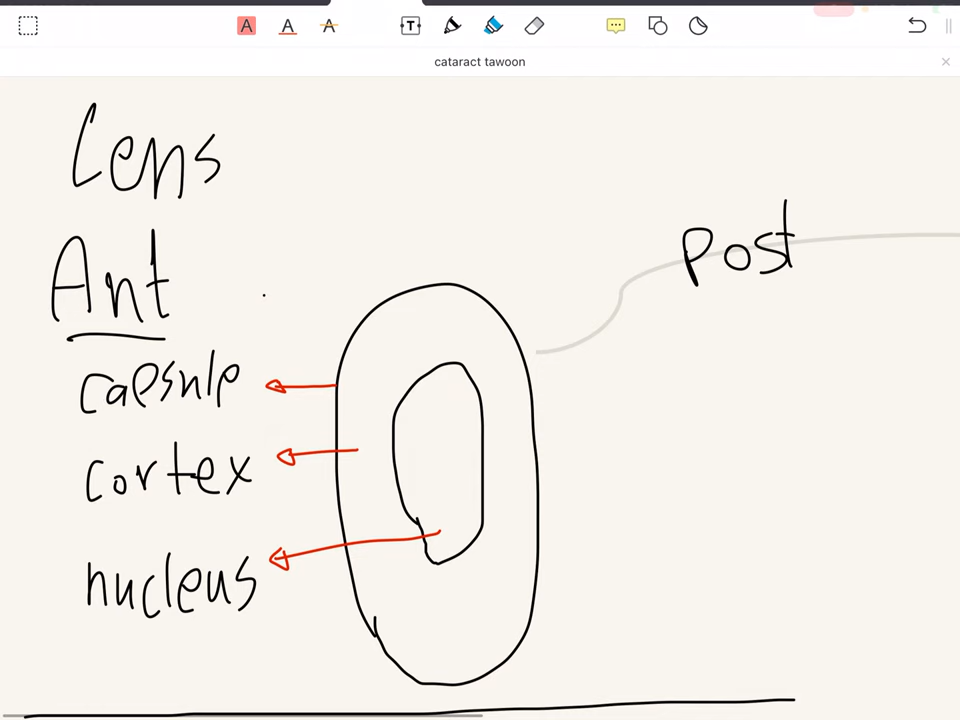 A A A T
cataract tawoon
Lens
Ant
post
capsule
cortex
nucleus